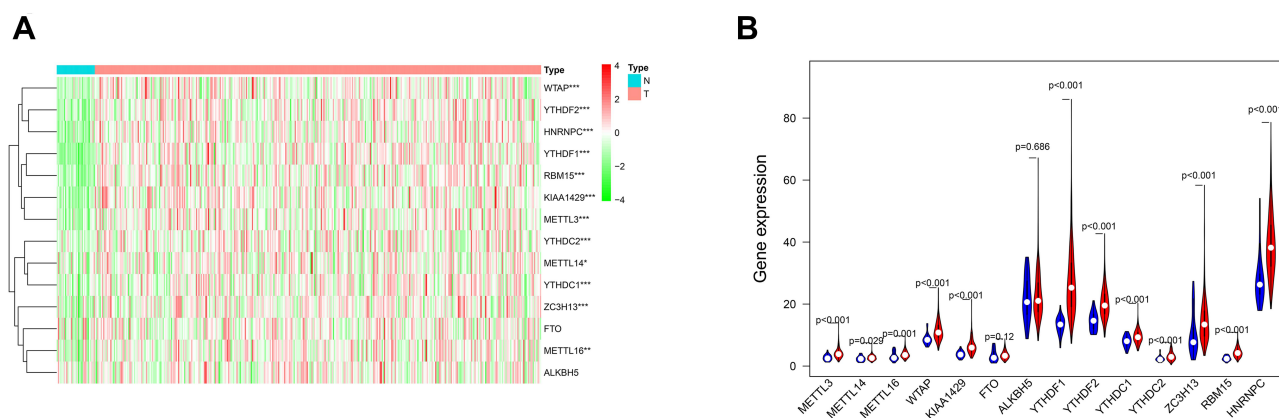 A
Type
WTAP***
YTHDF2***
HNRNPC***
YTHDF1***
RBM15***
KIAA1429***
METTL3***
YTHDC2***
METTL14*
YTHDC1***
ZC3H13***
FTO
METTL16**
ALKBH5
4
2
0
−2
−4
Type
N
T
B
Gene expression
80
60
40
20
0
p<0.001
p=0.029
p=0.001
p<0.001
p<0.001
p=0.12
p=0.686
p<0.001
p<0.001
p<0.001
p<0.001
p<0.001
p<0.001
p<0.001
METTL3
METTL14
METTL16
WTAP
KIAA1429
FTO
ALKBH5
YTHDF1
YTHDF2
YTHDC1
YTHDC2
ZC3H13
RBM15
HNRNPC